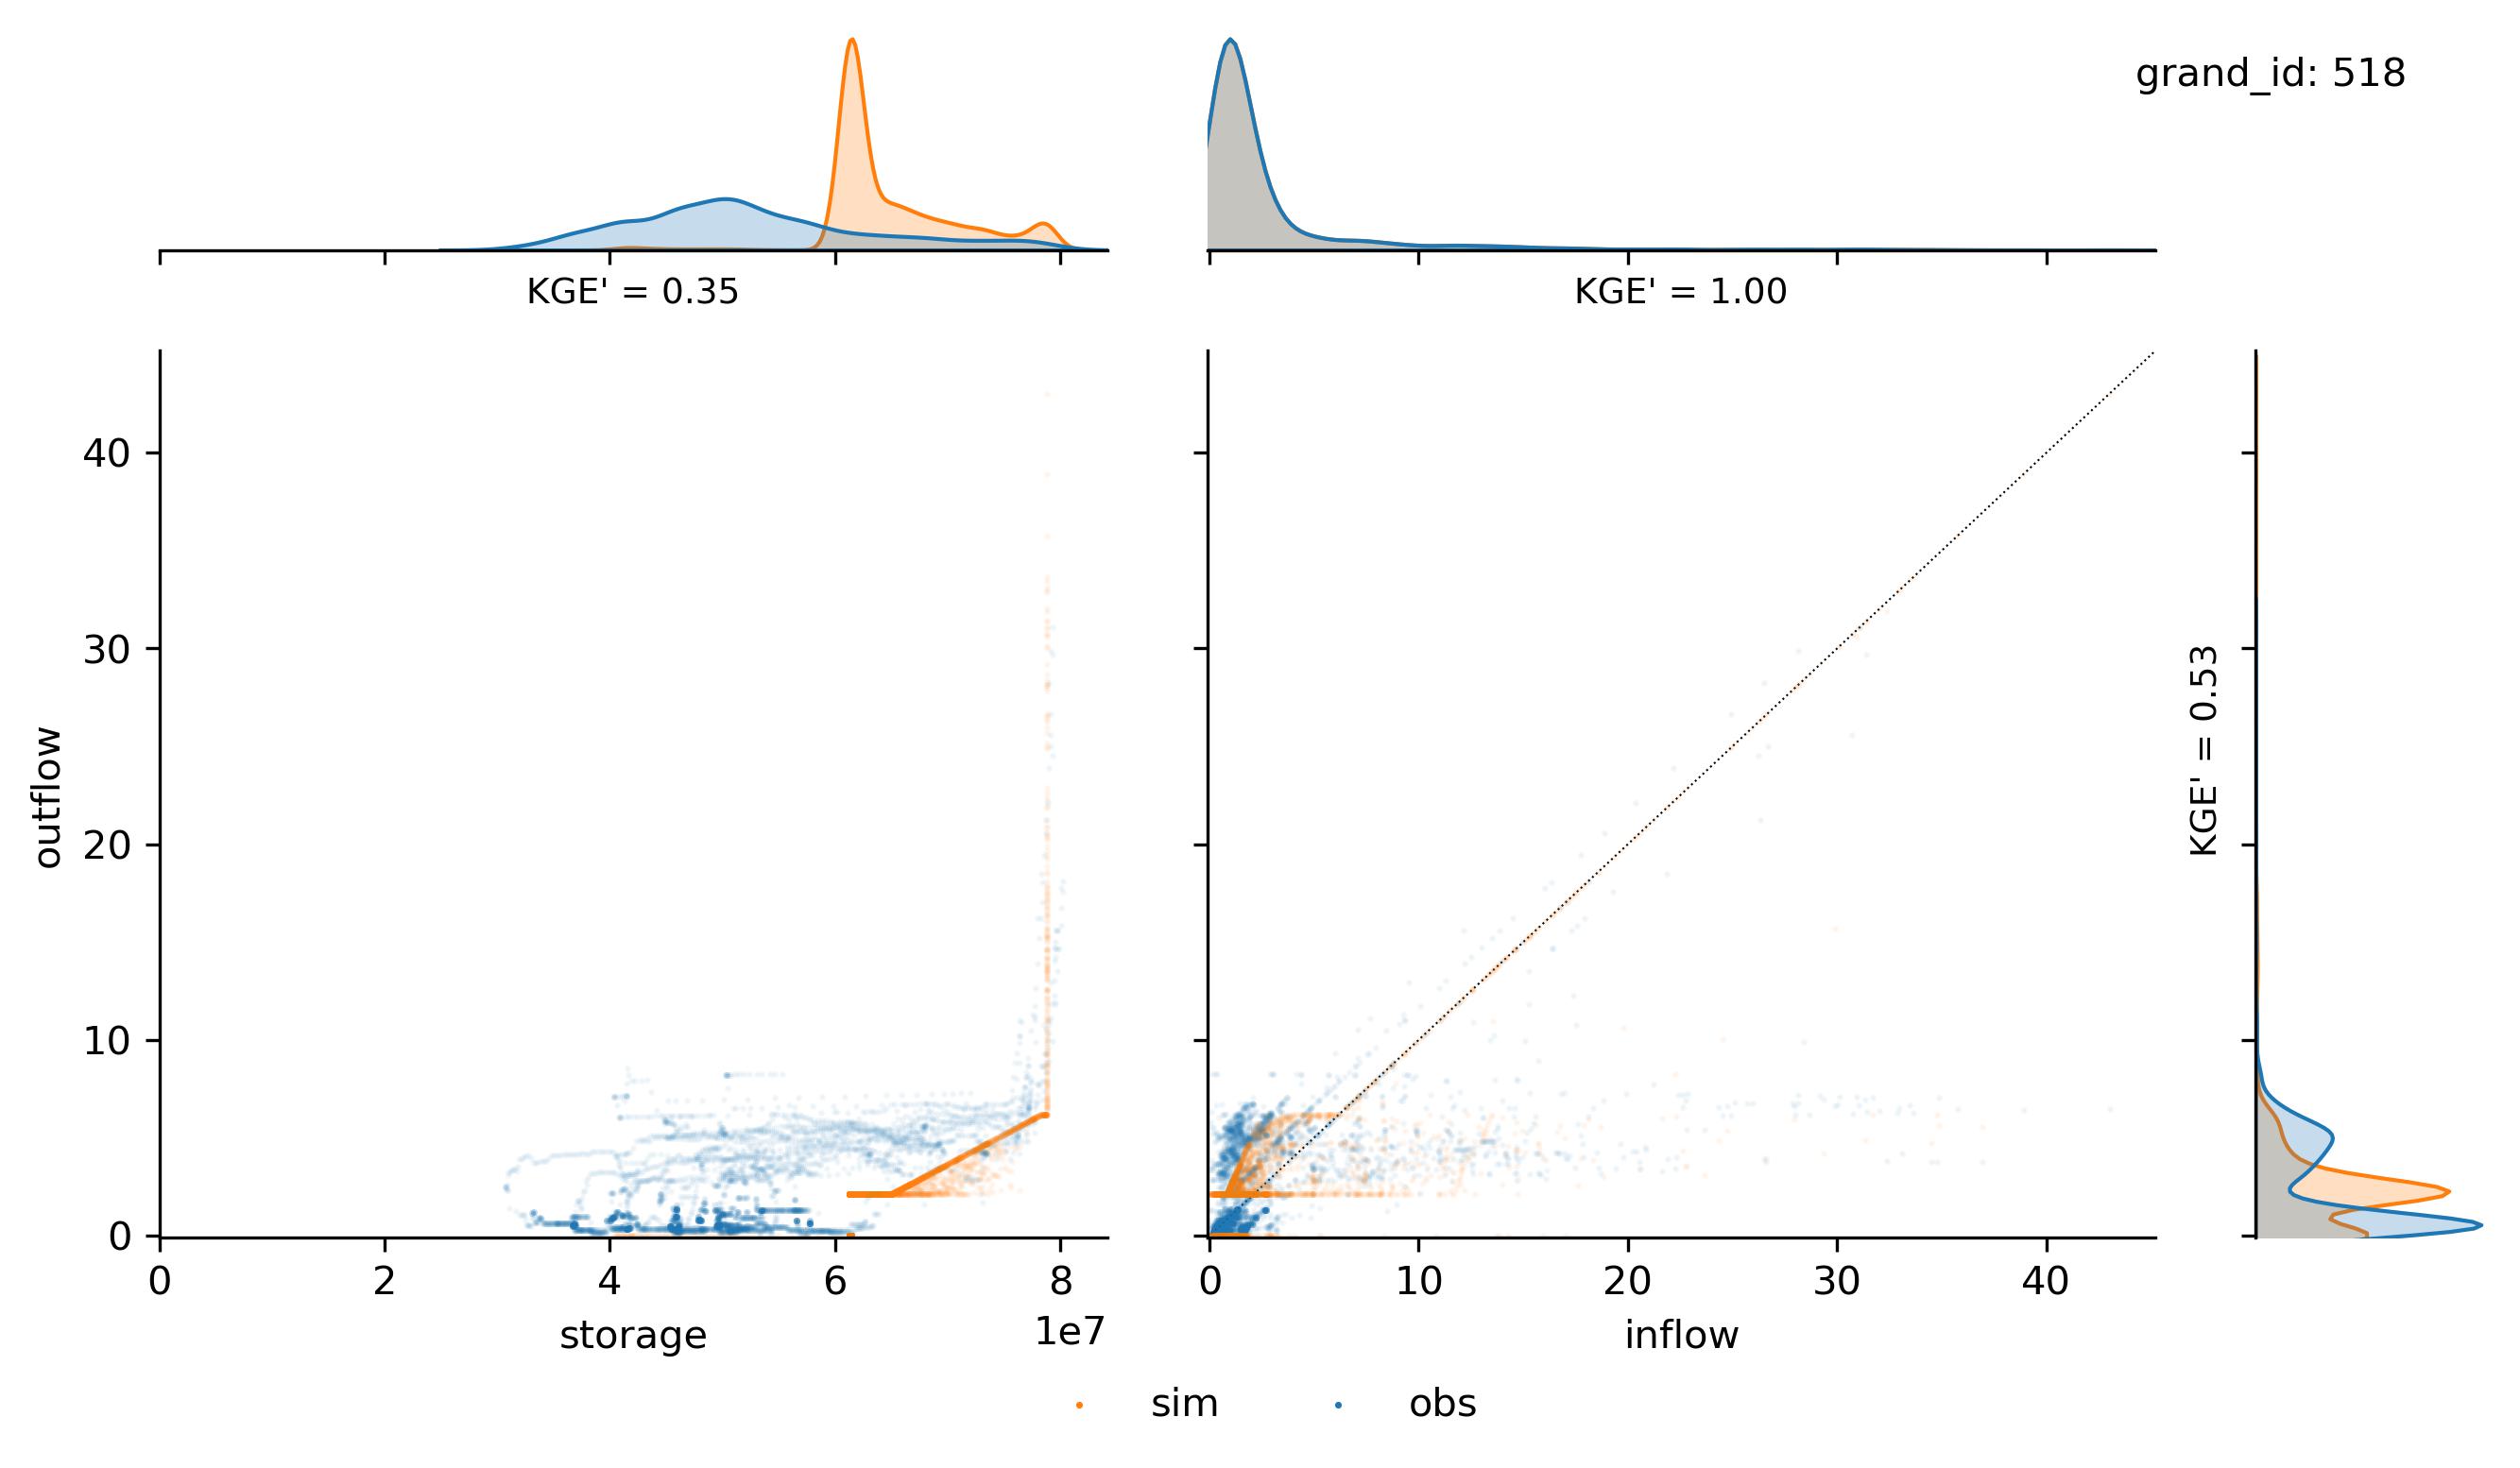 grand_id: 518
KGE' = 0.35
KGE' = 1.00
outflow
40
30
20
10
0
KGE' = 0.53
0 2 4 6 8
1e7
storage
0 10 20 30 40
inflow
sim obs